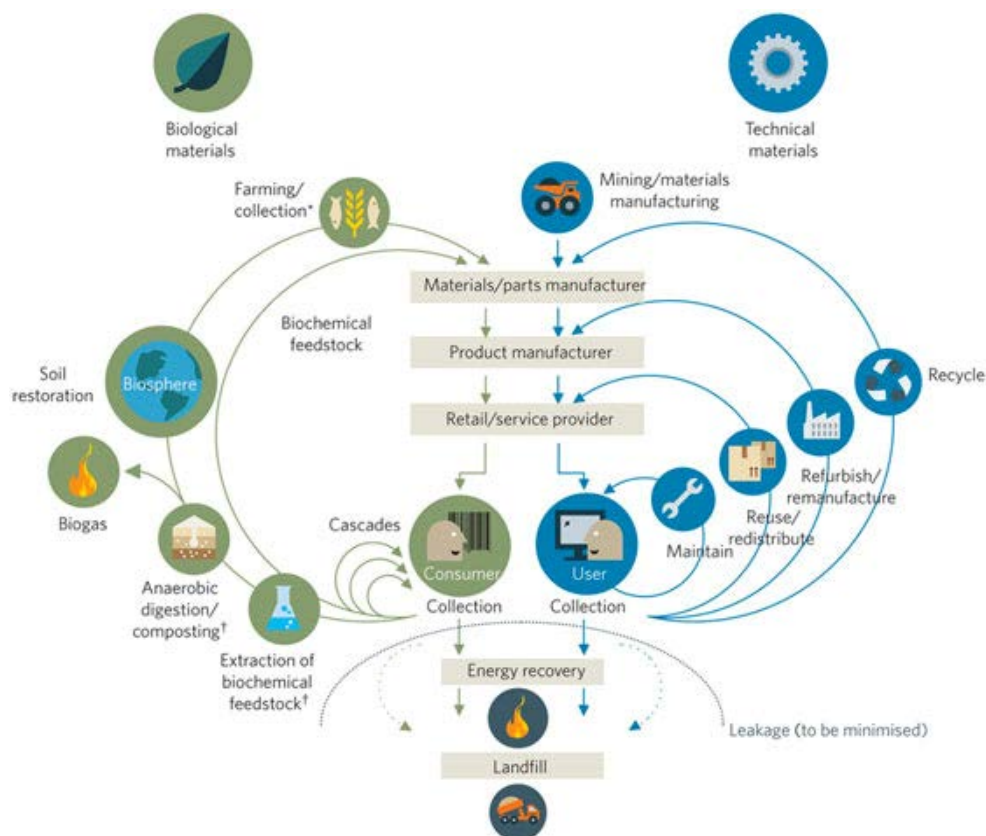 Biological
materials
Technical
materials
Farming/
collection*
Mining/materials
manufacturing
Materials/parts manufacturer
Biochemical
feedstock
Product manufacturer
Soil
restoration
Biosphere
Recycle
Retail/service provider
Biogas
Refurbish/
remanufacture
Reuse/
redistribute
Cascades
Maintain
Consumer
User
Anaerobic
digestion/
composting†
Collection
Collection
Extraction of
biochemical
feedstock†
Energy recovery
Leakage (to be minimised)
Landfill